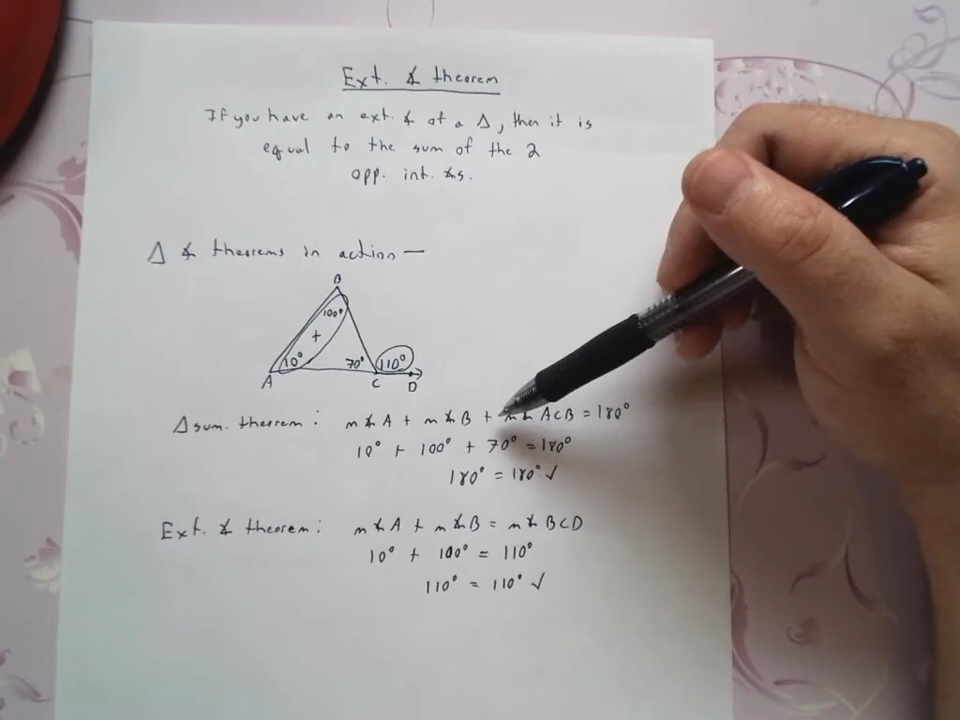 Ext. ∡ theorem
If you have an ext. ∡ of a Δ, then it is
equal to the sum of the 2
opp. int. ∡s.
Δ ∡ theorems in action —
B
100°
+
10° 70° 110°
A C D
Δ sum. theorem: m∡A + m∡B + m∡ACB = 180°
10° + 100° + 70° = 180°
180° = 180° ✓
Ext. ∡ theorem: m∡A + m∡B = m∡BCD
10° + 100° = 110°
110° = 110° ✓